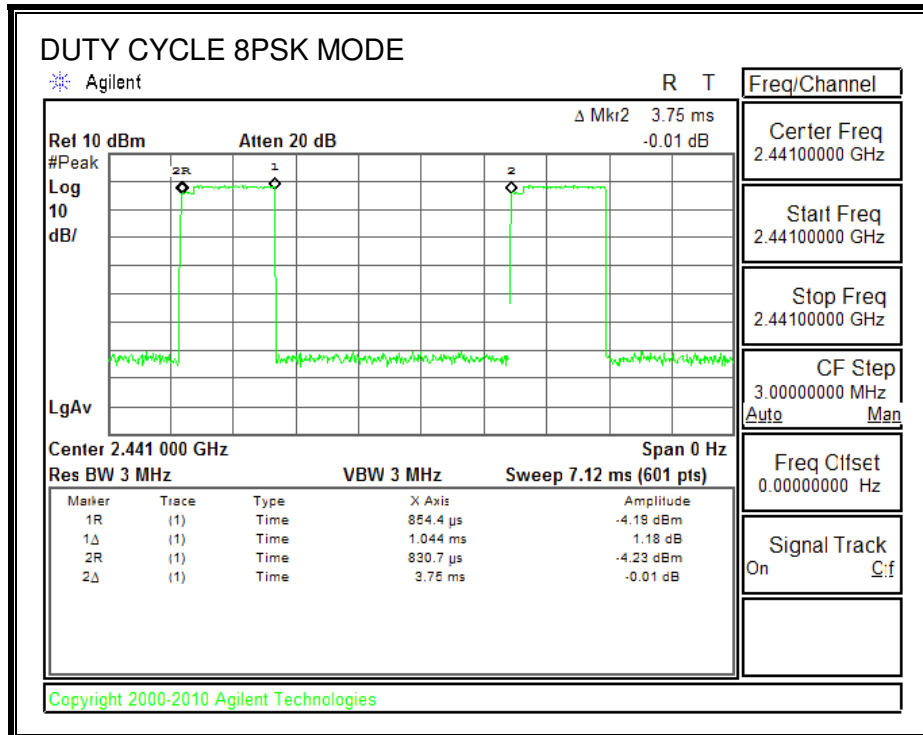 DUTY CYCLE 8PSK MODE
Agilent R T
Δ Mkr2 3.75 ms
Ref 10 dBm Atten 20 dB -0.01 dB
#Peak
Log
10
dB/
2R 1 2
LgAv
Center 2.441 000 GHz Span 0 Hz
Res BW 3 MHz VBW 3 MHz Sweep 7.12 ms (601 pts)
Marker Trace Type X Axis Amplitude
1R (1) Time 854.4 µs -4.19 dBm
1Δ (1) Time 1.044 ms 1.18 dB
2R (1) Time 830.7 µs -4.23 dBm
2Δ (1) Time 3.75 ms -0.01 dB
Copyright 2000-2010 Agilent Technologies
Freq/Channel
Center Freq
2.44100000 GHz
Start Freq
2.44100000 GHz
Stop Freq
2.44100000 GHz
CF Step
3.00000000 MHz
Auto Man
Freq Offset
0.00000000 Hz
Signal Track
On Off